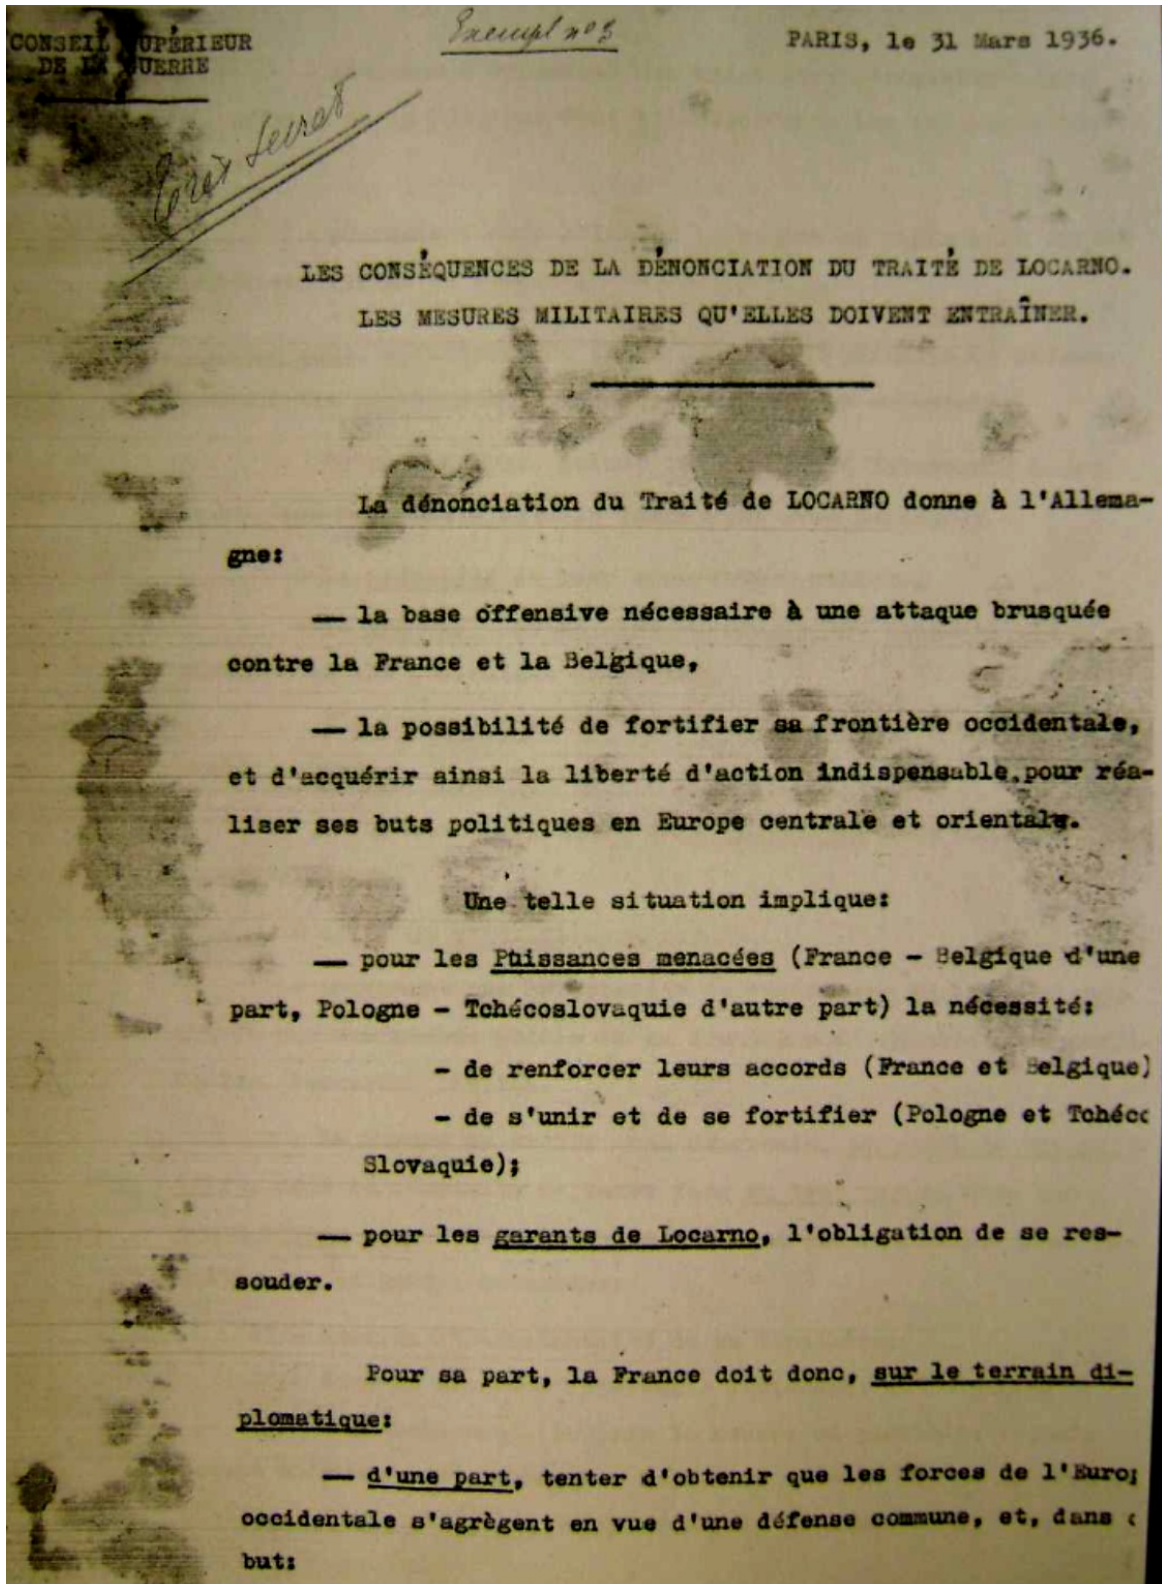 CONSEIL SUPÉRIEUR
DE LA GUERRE
Exempl n° 3
PARIS, le 31 Mars 1936.
Très Secret
LES CONSÉQUENCES DE LA DÉNONCIATION DU TRAITÉ DE LOCARNO.
LES MESURES MILITAIRES QU'ELLES DOIVENT ENTRAÎNER.
La dénonciation du Traité de LOCARNO donne à l'Allema-
gne:
— la base offensive nécessaire à une attaque brusquée
contre la France et la Belgique,
— la possibilité de fortifier sa frontière occidentale,
et d'acquérir ainsi la liberté d'action indispensable pour réa-
liser ses buts politiques en Europe centrale et orientale.
Une telle situation implique:
— pour les Puissances menacées (France - Belgique d'une
part, Pologne - Tchécoslovaquie d'autre part) la nécessité:
- de renforcer leurs accords (France et Belgique)
- de s'unir et de se fortifier (Pologne et Tchéco
Slovaquie);
— pour les garants de Locarno, l'obligation de se res-
souder.
Pour sa part, la France doit donc, sur le terrain di-
plomatique:
— d'une part, tenter d'obtenir que les forces de l'Euro
occidentale s'agrègent en vue d'une défense commune, et, dans
but: